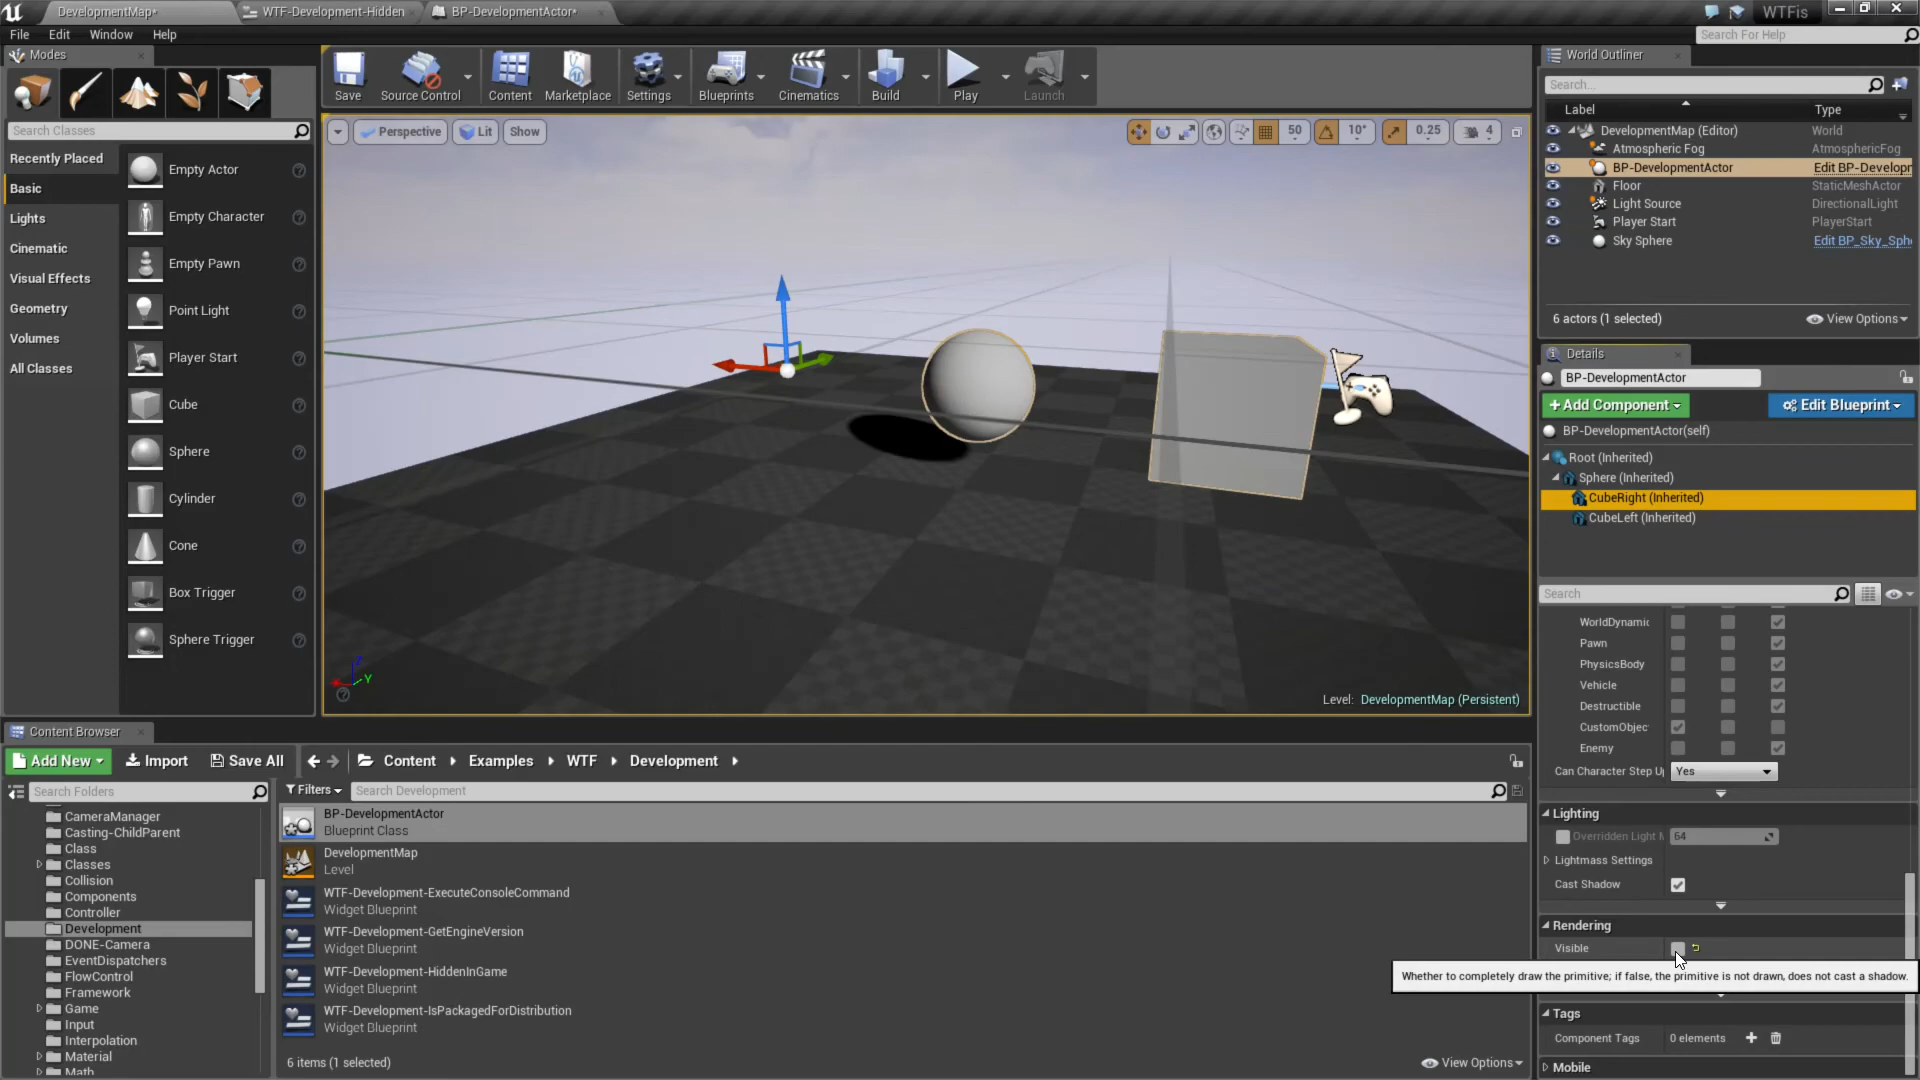 DevelopmentMap*
WTF-Development-Hidden
BP-DevelopmentActor*
WTFis
File Edit Window Help
Search For Help
Modes
Search Classes
Recently Placed
Basic
Lights
Cinematic
Visual Effects
Geometry
Volumes
All Classes
Empty Actor
Empty Character
Empty Pawn
Point Light
Player Start
Cube
Sphere
Cylinder
Cone
Box Trigger
Sphere Trigger
Save
Source Control
Content
Marketplace
Settings
Blueprints
Cinematics
Build
Play
Launch
Perspective Lit Show
50 10° 0.25 4
Z
Y
Level: DevelopmentMap (Persistent)
World Outliner
Search...
Label Type
DevelopmentMap (Editor) World
Atmospheric Fog AtmosphericFog
BP-DevelopmentActor Edit BP-Developr
Floor StaticMeshActor
Light Source DirectionalLight
Player Start PlayerStart
Sky Sphere Edit BP_Sky_Sph
6 actors (1 selected) View Options
Details
BP-DevelopmentActor
+Add Component Edit Blueprint
BP-DevelopmentActor(self)
Root (Inherited)
Sphere (Inherited)
CubeRight (Inherited)
CubeLeft (Inherited)
Search
WorldDynamic
Pawn
PhysicsBody
Vehicle
Destructible
CustomObjec
Enemy
Can Character Step U Yes
Lighting
Overridden Light M 64
Lightmass Settings
Cast Shadow
Rendering
Visible
Whether to completely draw the primitive; if false, the primitive is not drawn, does not cast a shadow.
Tags
Component Tags 0 elements
Mobile
Content Browser
Add New Import Save All Content Examples WTF Development
Search Folders
CameraManager
Casting-ChildParent
Class
Classes
Collision
Components
Controller
Development
DONE-Camera
EventDispatchers
FlowControl
Framework
Game
Input
Interpolation
Material
Math
Filters Search Development
BP-DevelopmentActor
Blueprint Class
DevelopmentMap
Level
WTF-Development-ExecuteConsoleCommand
Widget Blueprint
WTF-Development-GetEngineVersion
Widget Blueprint
WTF-Development-HiddenInGame
Widget Blueprint
WTF-Development-IsPackagedForDistribution
Widget Blueprint
6 items (1 selected) View Options